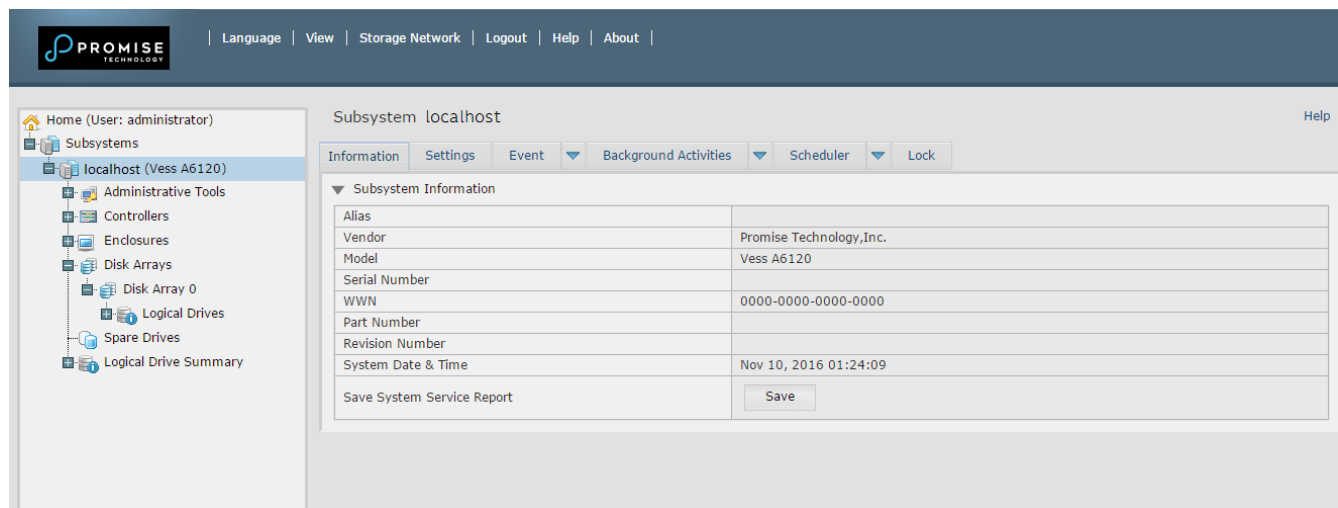 PROMISE
TECHNOLOGY
| Language | View | Storage Network | Logout | Help | About |
Home (User: administrator)
Subsystems
localhost (Vess A6120)
Administrative Tools
Controllers
Enclosures
Disk Arrays
Disk Array 0
Logical Drives
Spare Drives
Logical Drive Summary
Subsystem localhost
Help
Information Settings Event Background Activities Scheduler Lock
Subsystem Information
Alias
Vendor Promise Technology,Inc.
Model Vess A6120
Serial Number
WWN 0000-0000-0000-0000
Part Number
Revision Number
System Date & Time Nov 10, 2016 01:24:09
Save System Service Report Save